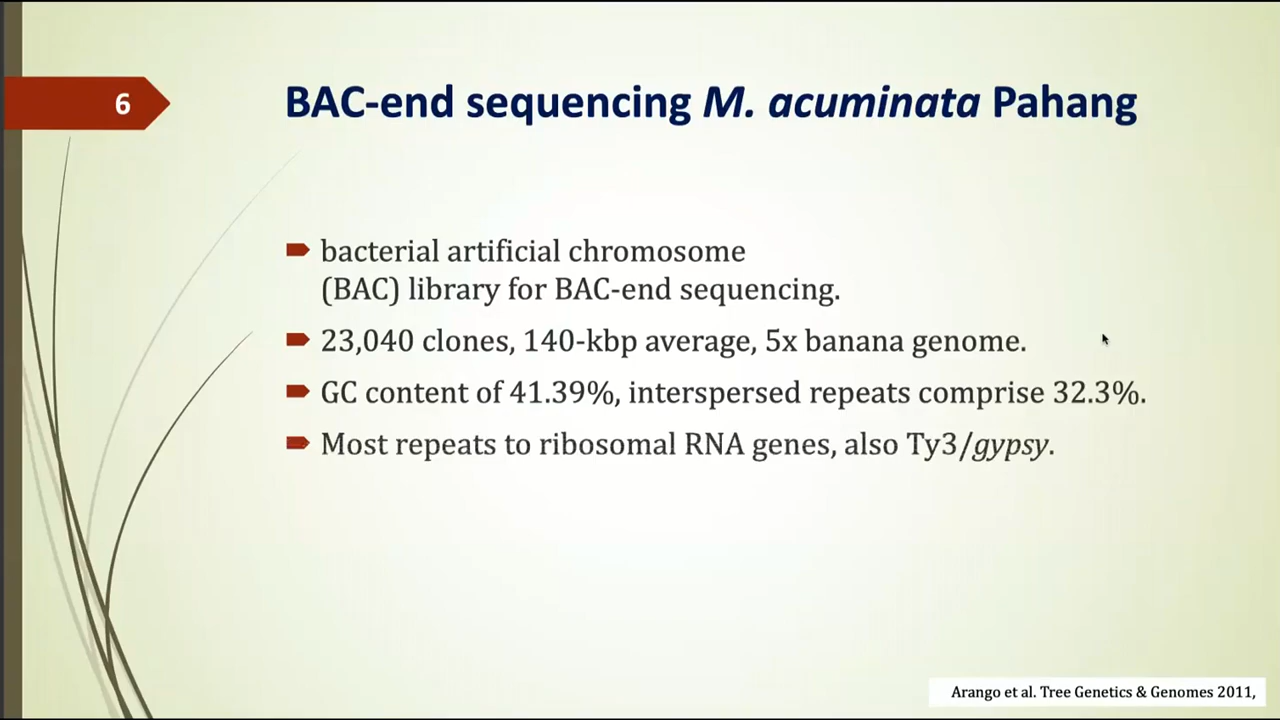 6
BAC-end sequencing M. acuminata Pahang
bacterial artificial chromosome
(BAC) library for BAC-end sequencing.
23,040 clones, 140-kbp average, 5x banana genome.
GC content of 41.39%, interspersed repeats comprise 32.3%.
Most repeats to ribosomal RNA genes, also Ty3/gypsy.
Arango et al. Tree Genetics & Genomes 2011,